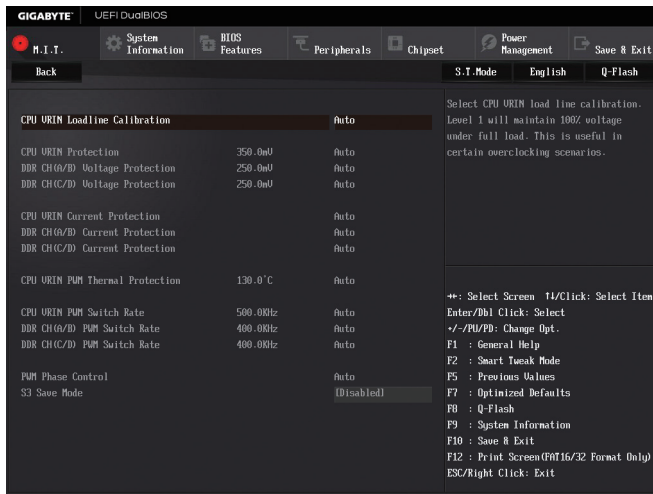 GIGABYTE™ UEFI DualBIOS
M.I.T. System Information BIOS Features Peripherals Chipset Power Management Save & Exit
Back S.T.Mode English Q-Flash
CPU VRIN Loadline Calibration Auto
CPU VRIN Protection 350.0mV Auto
DDR CH(A/B) Voltage Protection 250.0mV Auto
DDR CH(C/D) Voltage Protection 250.0mV Auto
CPU VRIN Current Protection Auto
DDR CH(A/B) Current Protection Auto
DDR CH(C/D) Current Protection Auto
CPU VRIN PWM Thermal Protection 130.0°C Auto
CPU VRIN PWM Switch Rate 500.0KHz Auto
DDR CH(A/B) PWM Switch Rate 400.0KHz Auto
DDR CH(C/D) PWM Switch Rate 400.0KHz Auto
PWM Phase Control Auto
S3 Save Mode [Disabled]
Select CPU VRIN load line calibration.
Level 1 will maintain 100% voltage
under full load. This is useful in
certain overclocking scenarios.
→←: Select Screen ↑↓/Click: Select Item
Enter/Dbl Click: Select
+/-/PU/PD: Change Opt.
F1 : General Help
F2 : Smart Tweak Mode
F5 : Previous Values
F7 : Optimized Defaults
F8 : Q-Flash
F9 : System Information
F10 : Save & Exit
F12 : Print Screen(FAT16/32 Format Only)
ESC/Right Click: Exit